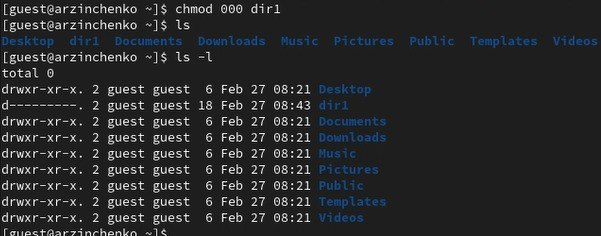 [guest@arzinchenko ~]$ chmod 000 dir1
[guest@arzinchenko ~]$ ls
Desktop  dir1  Documents  Downloads  Music  Pictures  Public  Templates  Videos
[guest@arzinchenko ~]$ ls -l
total 0
drwxr-xr-x. 2 guest guest  6 Feb 27 08:21 Desktop
d---------. 2 guest guest 18 Feb 27 08:43 dir1
drwxr-xr-x. 2 guest guest  6 Feb 27 08:21 Documents
drwxr-xr-x. 2 guest guest  6 Feb 27 08:21 Downloads
drwxr-xr-x. 2 guest guest  6 Feb 27 08:21 Music
drwxr-xr-x. 2 guest guest  6 Feb 27 08:21 Pictures
drwxr-xr-x. 2 guest guest  6 Feb 27 08:21 Public
drwxr-xr-x. 2 guest guest  6 Feb 27 08:21 Templates
drwxr-xr-x. 2 guest guest  6 Feb 27 08:21 Videos
[guest@arzinchenko ~]$